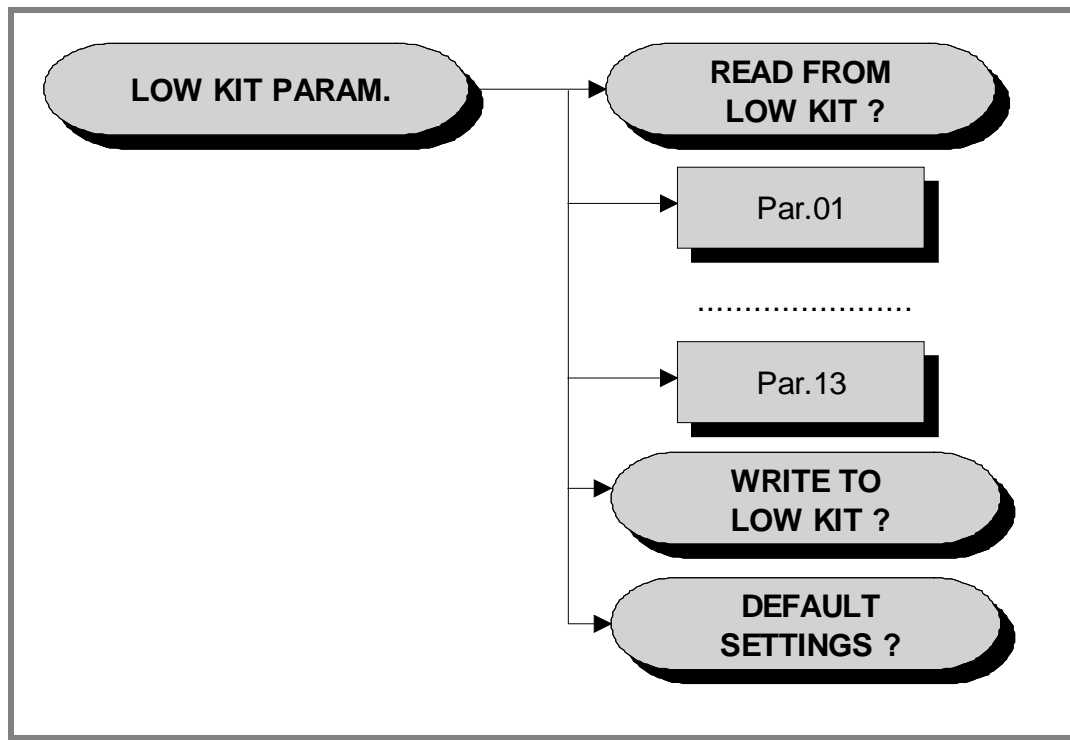 LOW KIT PARAM.
READ FROM
LOW KIT ?
Par.01
.......................
Par.13
WRITE TO
LOW KIT ?
DEFAULT
SETTINGS ?